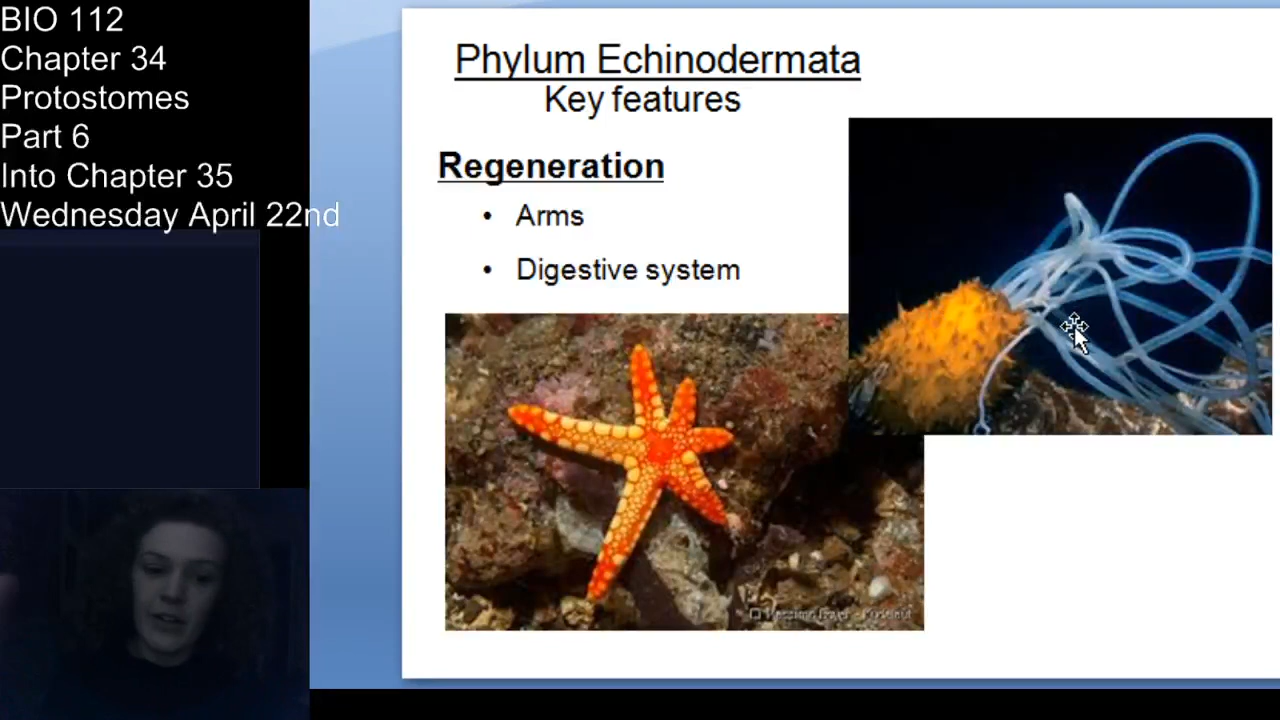 BIO 112
Chapter 34
Protostomes
Part 6
Into Chapter 35
Wednesday April 22nd
Phylum Echinodermata
Key features
Regeneration
• Arms
• Digestive system